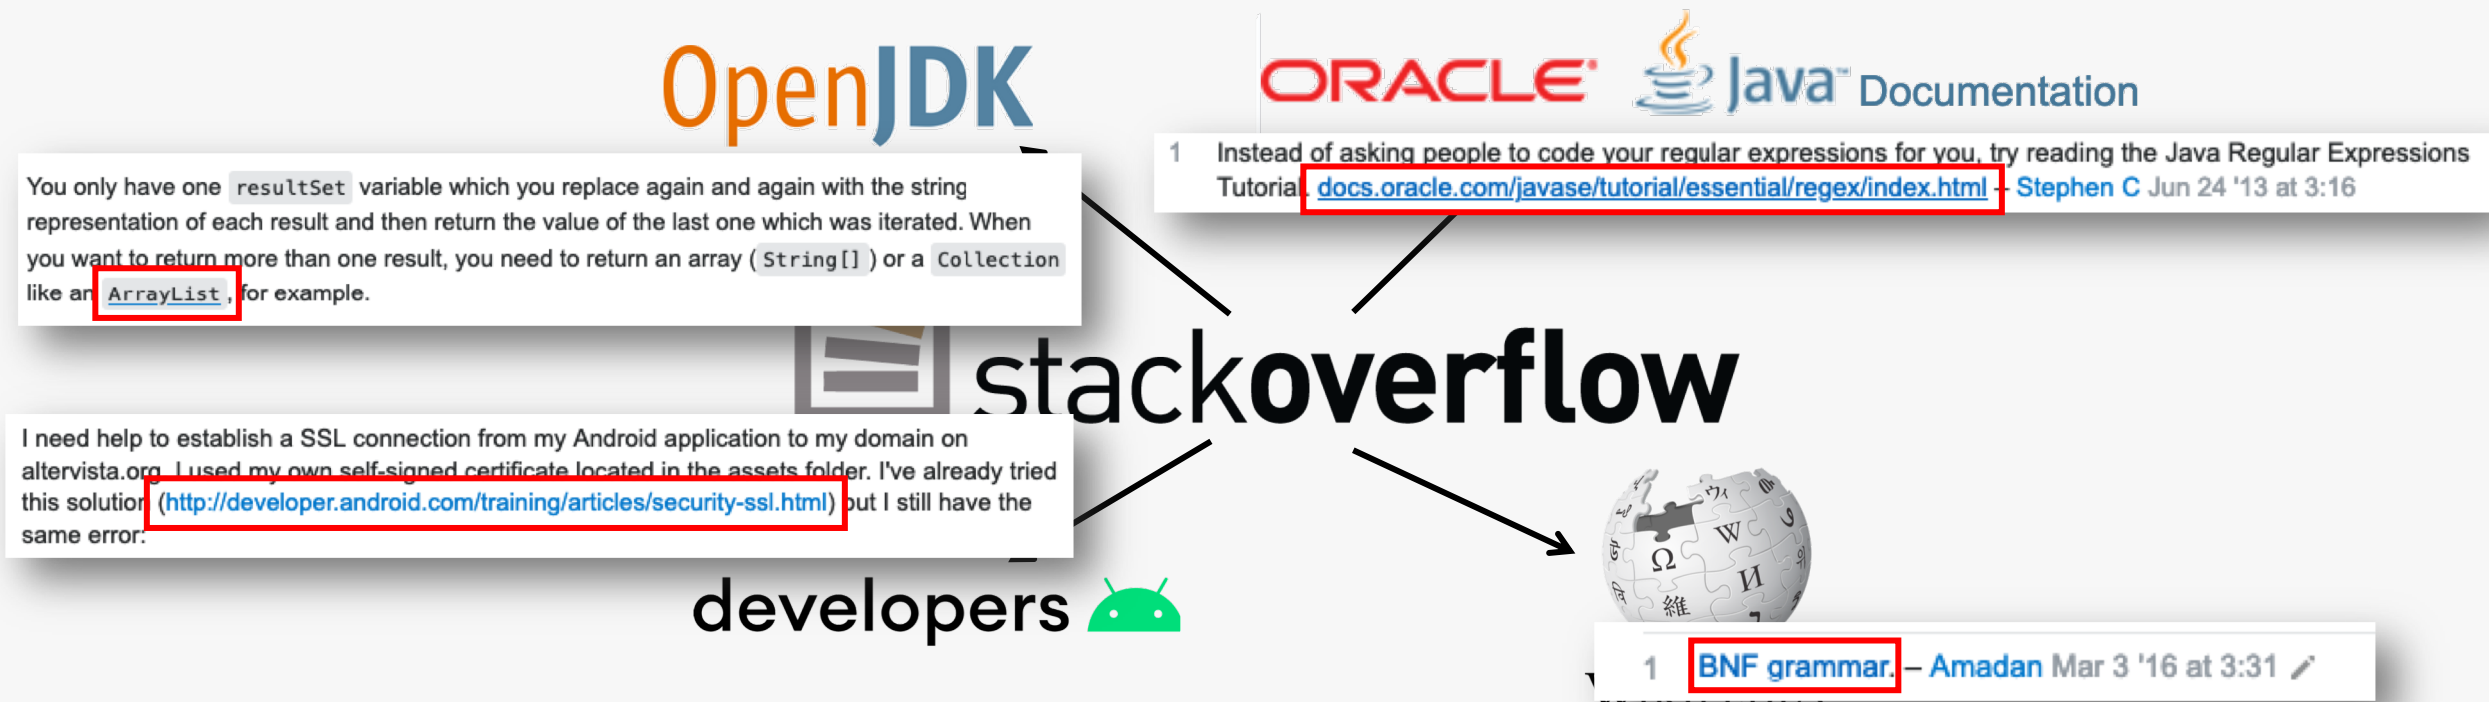 OpenJDK
ORACLE® Java™ Documentation
1 Instead of asking people to code your regular expressions for you, try reading the Java Regular Expressions
Tutorial. docs.oracle.com/javase/tutorial/essential/regex/index.html – Stephen C Jun 24 '13 at 3:16
You only have one resultSet variable which you replace again and again with the string
representation of each result and then return the value of the last one which was iterated. When
you want to return more than one result, you need to return an array (String[]) or a Collection
like an ArrayList, for example.
stackoverflow
I need help to establish a SSL connection from my Android application to my domain on
altervista.org. I used my own self-signed certificate located in the assets folder. I've already tried
this solution (http://developer.android.com/training/articles/security-ssl.html) but I still have the
same error:
developers
Ω W И 維
1 BNF grammar. – Amadan Mar 3 '16 at 3:31